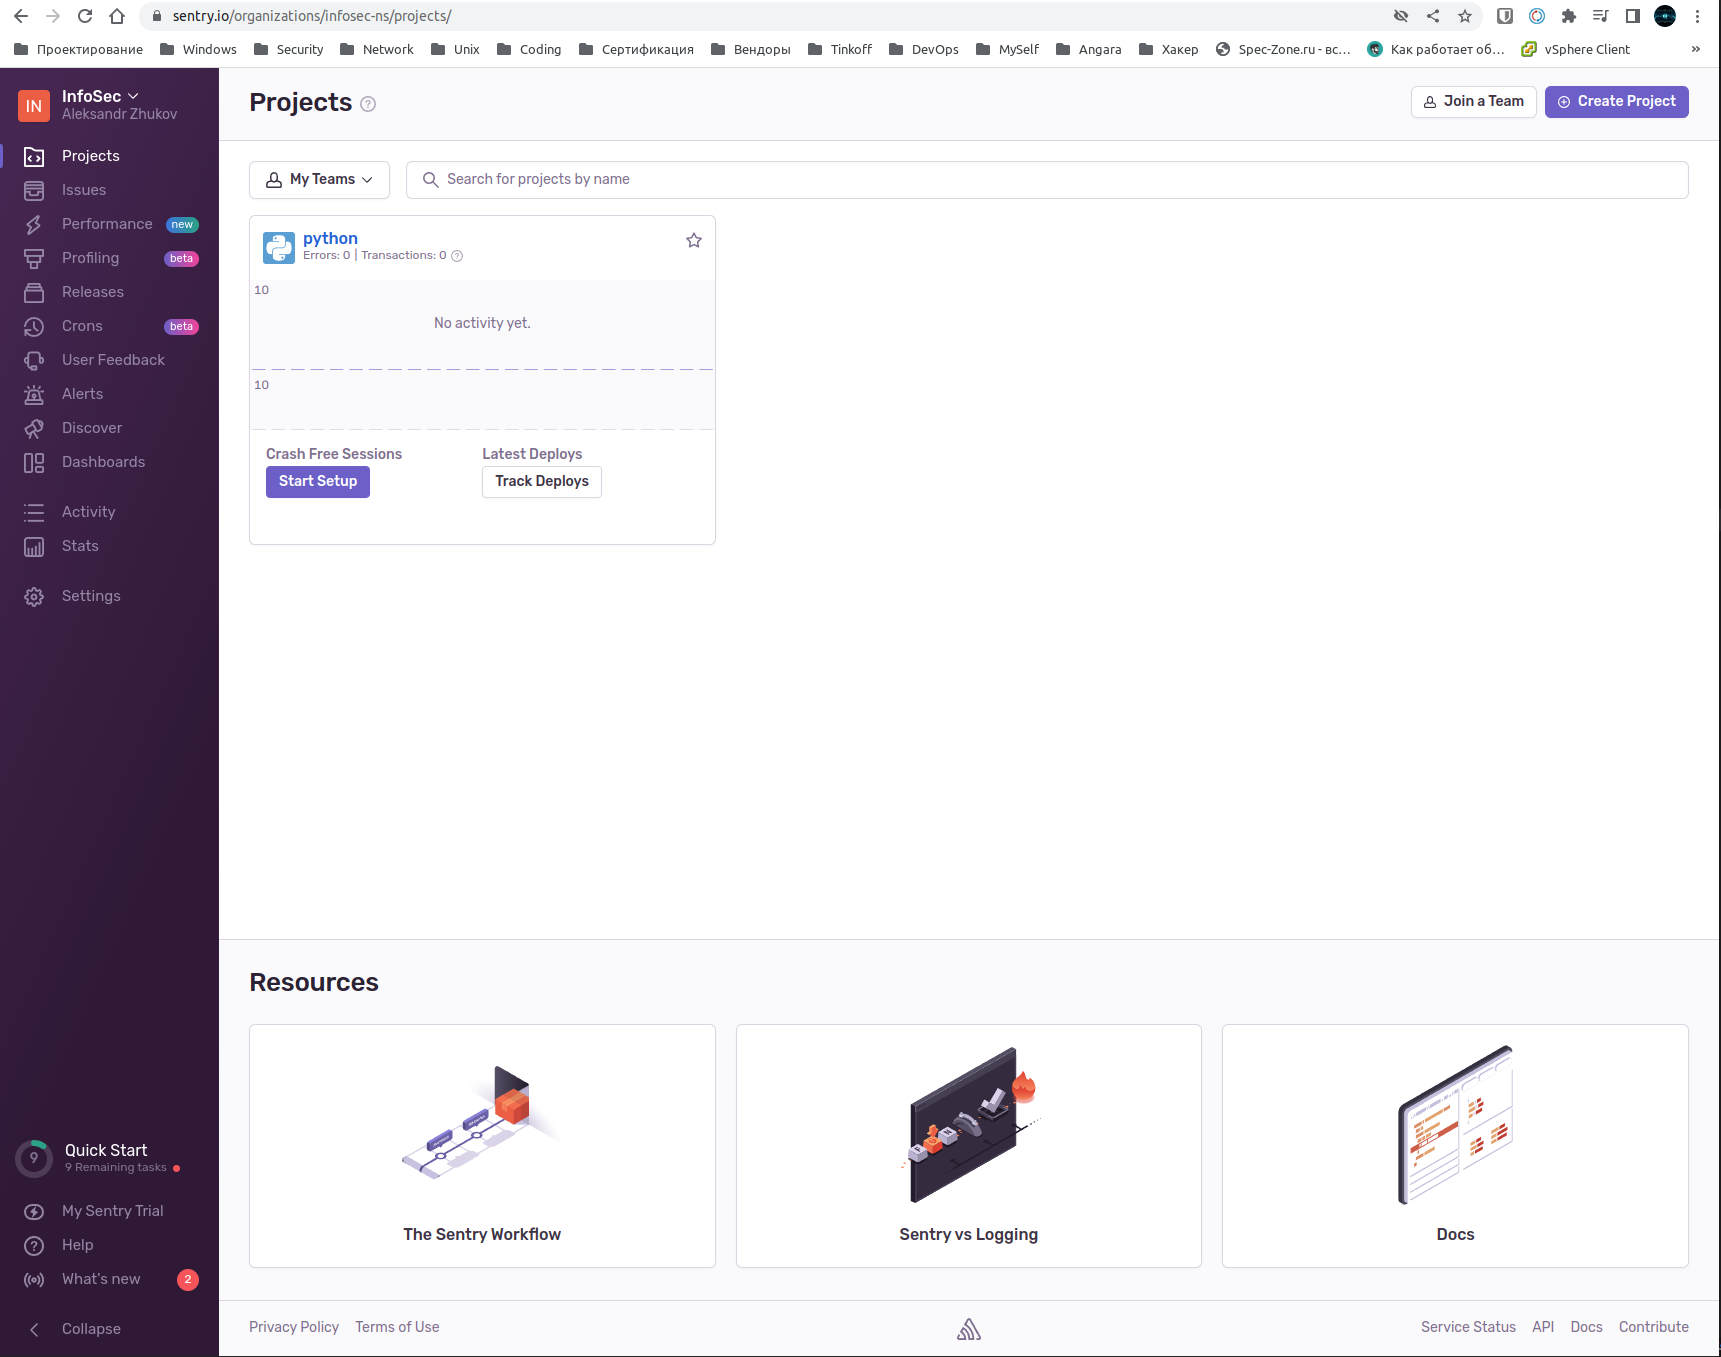 sentry.io/organizations/infosec-ns/projects/
Проектирование Windows Security Network Unix Coding Сертификация Вендоры Tinkoff DevOps MySelf Angara Хакер Spec-Zone.ru - вс... Как работает об... vSphere Client »
IN
InfoSec
Aleksandr Zhukov
Projects
Issues
Performance new
Profiling beta
Releases
Crons beta
User Feedback
Alerts
Discover
Dashboards
Activity
Stats
Settings
9
Quick Start
9 Remaining tasks
My Sentry Trial
Help
What's new 2
Collapse
Projects ?
Join a Team
Create Project
My Teams
Search for projects by name
python
Errors: 0 | Transactions: 0 ?
10
No activity yet.
10
Crash Free Sessions Latest Deploys
Start Setup Track Deploys
Resources
The Sentry Workflow
Sentry vs Logging
Docs
Privacy Policy Terms of Use
Service Status API Docs Contribute